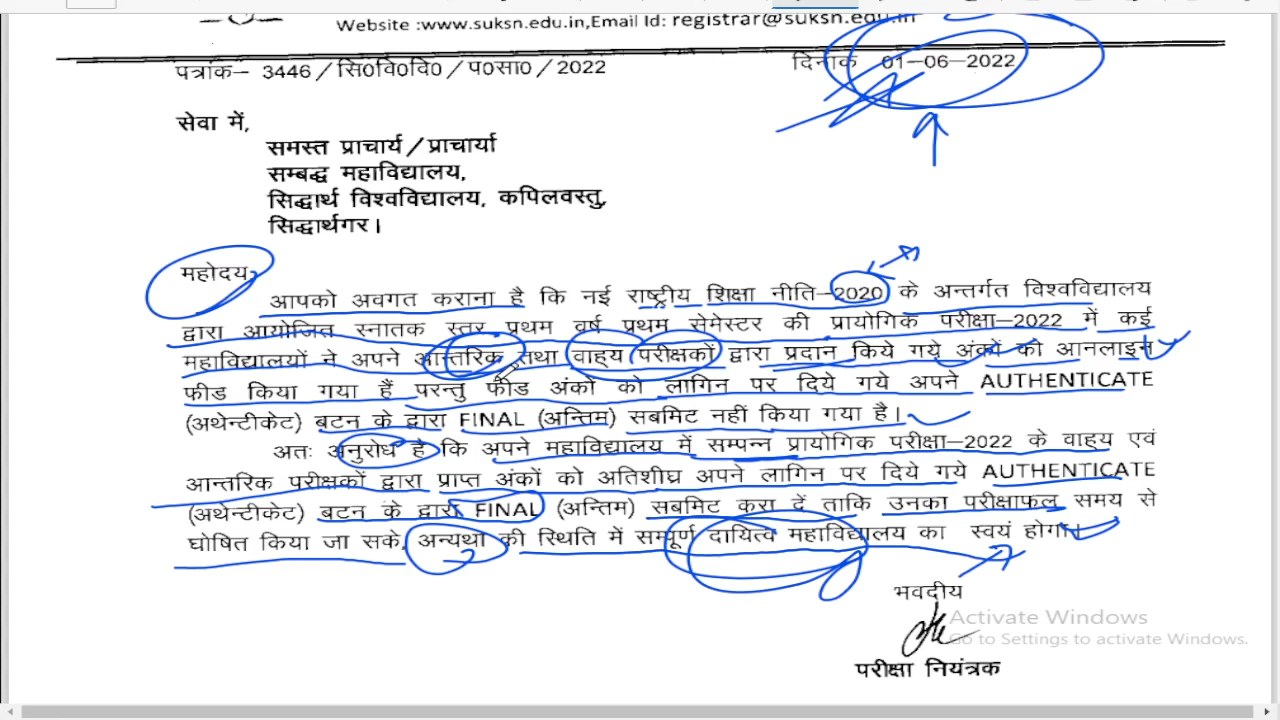 Website :www.suksn.edu.in,Email Id: registrar@suksn.edu.in
पत्रांक– 3446/सि0वि0वि0/प0सा0/2022 दिनांक 01-06-2022
सेवा में,
समस्त प्राचार्य/प्राचार्या
सम्बद्ध महाविद्यालय,
सिद्धार्थ विश्वविद्यालय, कपिलवस्तु,
सिद्धार्थगर।
महोदय,
आपको अवगत कराना है कि नई राष्ट्रीय शिक्षा नीति–2020 के अन्तर्गत विश्वविद्यालय
द्वारा आयोजित स्नातक स्तर प्रथम वर्ष प्रथम सेमेस्टर की प्रायोगिक परीक्षा–2022 में कई
महाविद्यालयों ने अपने आन्तरिक तथा वाह्य परीक्षकों द्वारा प्रदान किये गये अंकों को आनलाइन
फीड किया गया हैं परन्तु फीड अंकों को लागिन पर दिये गये अपने AUTHENTICATE
(अथेन्टीकेट) बटन के द्वारा FINAL (अन्तिम) सबमिट नहीं किया गया है।
अतः अनुरोध है कि अपने महाविद्यालय में सम्पन्न प्रायोगिक परीक्षा–2022 के वाह्य एवं
आन्तरिक परीक्षकों द्वारा प्राप्त अंकों को अतिशीघ्र अपने लागिन पर दिये गये AUTHENTICATE
(अथेन्टीकेट) बटन के द्वारा FINAL (अन्तिम) सबमिट करा दें ताकि उनका परीक्षाफल समय से
घोषित किया जा सके, अन्यथा की स्थिति में सम्पूर्ण दायित्व महाविद्यालय का स्वयं होगा।
भवदीय
Activate Windows
Go to Settings to activate Windows.
परीक्षा नियंत्रक